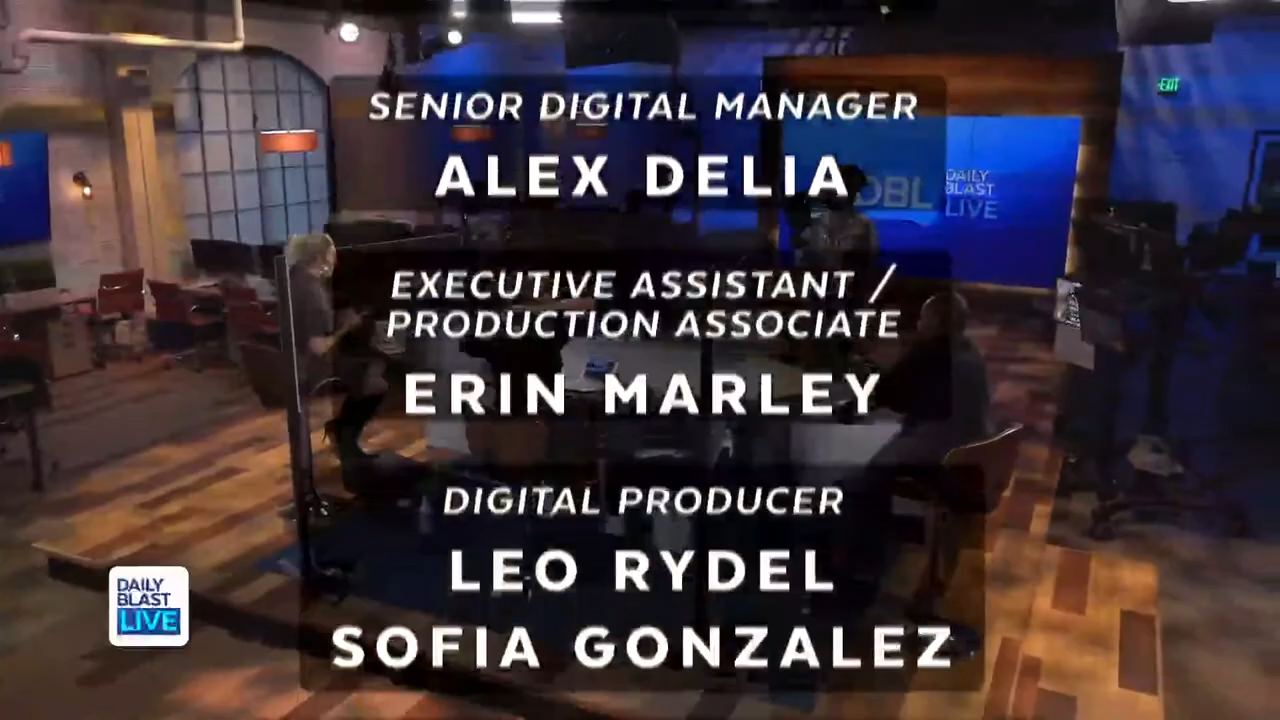 SENIOR DIGITAL MANAGER
ALEX DELIA
EXIT
DBL
DAILY
BLAST
LIVE
EXECUTIVE ASSISTANT /
PRODUCTION ASSOCIATE
ERIN MARLEY
DIGITAL PRODUCER
LEO RYDEL
SOFIA GONZALEZ
DAILY
BLAST
LIVE